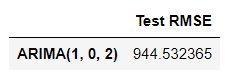 Test RMSE
ARIMA(1, 0, 2) 944.532365